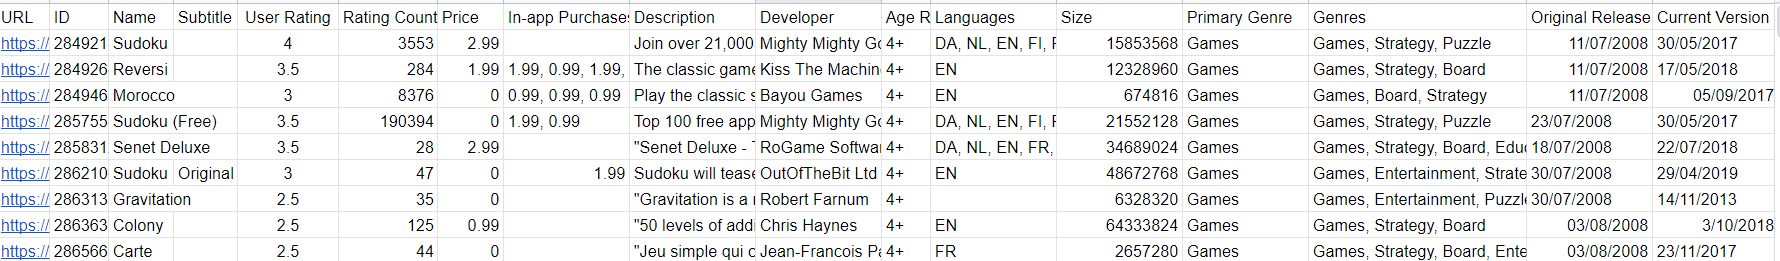 URL ID Name Subtitle User Rating Rating Count Price In-app Purchases Description Developer Age R Languages Size Primary Genre Genres Original Release Current Version
https:// 284921 Sudoku 4 3553 2.99 Join over 21,000 Mighty Mighty Go 4+ DA, NL, EN, FI, F 15853568 Games Games, Strategy, Puzzle 11/07/2008 30/05/2017
https:// 284926 Reversi 3.5 284 1.99 1.99, 0.99, 1.99, The classic game Kiss The Machin 4+ EN 12328960 Games Games, Strategy, Board 11/07/2008 17/05/2018
https:// 284946 Morocco 3 8376 0 0.99, 0.99, 0.99 Play the classic s Bayou Games 4+ EN 674816 Games Games, Board, Strategy 11/07/2008 05/09/2017
https:// 285755 Sudoku (Free) 3.5 190394 0 1.99, 0.99 Top 100 free app Mighty Mighty Go 4+ DA, NL, EN, FI, F 21552128 Games Games, Strategy, Puzzle 23/07/2008 30/05/2017
https:// 285831 Senet Deluxe 3.5 28 2.99 "Senet Deluxe - RoGame Softwar 4+ DA, NL, EN, FR, 34689024 Games Games, Strategy, Board, Educ 18/07/2008 22/07/2018
https:// 286210 Sudoku Original 3 47 0 1.99 Sudoku will tease OutOfTheBit Ltd 4+ EN 48672768 Games Games, Entertainment, Strate 30/07/2008 29/04/2019
https:// 286313 Gravitation 2.5 35 0 "Gravitation is a Robert Farnum 4+ 6328320 Games Games, Entertainment, Puzzl 30/07/2008 14/11/2013
https:// 286363 Colony 2.5 125 0.99 "50 levels of addi Chris Haynes 4+ EN 64333824 Games Games, Strategy, Board 03/08/2008 3/10/2018
https:// 286566 Carte 2.5 44 0 "Jeu simple qui c Jean-Francois Pa 4+ FR 2657280 Games Games, Strategy, Board, Ente 03/08/2008 23/11/2017